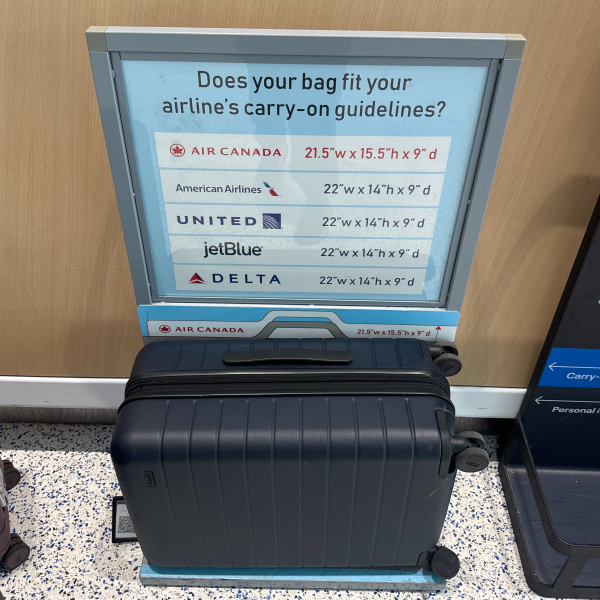 Does your bag fit your
airline's carry-on guidelines?
AIR CANADA 21.5"w x 15.5"h x 9" d
American Airlines 22"w x 14"h x 9" d
UNITED 22"w x 14"h x 9" d
jetBlue 22"w x 14"h x 9" d
DELTA 22"w x 14"h x 9" d
AIR CANADA 21.5"w x 15.5"h x 9" d
Carry-
Personal i